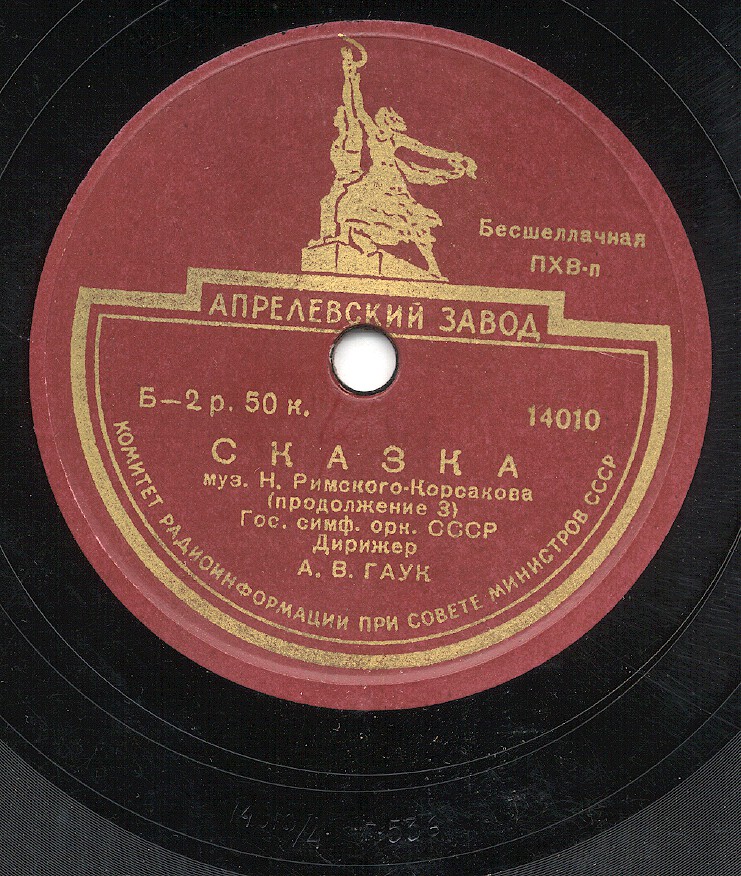 Бесшеллачная
ПХВ-п
АПРЕЛЕВСКИЙ ЗАВОД
Б—2 р. 50 к.
14010
СКАЗКА
муз. Н. Римского-Корсакова
(продолжение 3)
Гос. симф. орк. СССР
Дирижер
А. В. ГАУК
КОМИТЕТ РАДИОИНФОРМАЦИИ ПРИ СОВЕТЕ МИНИСТРОВ СССР